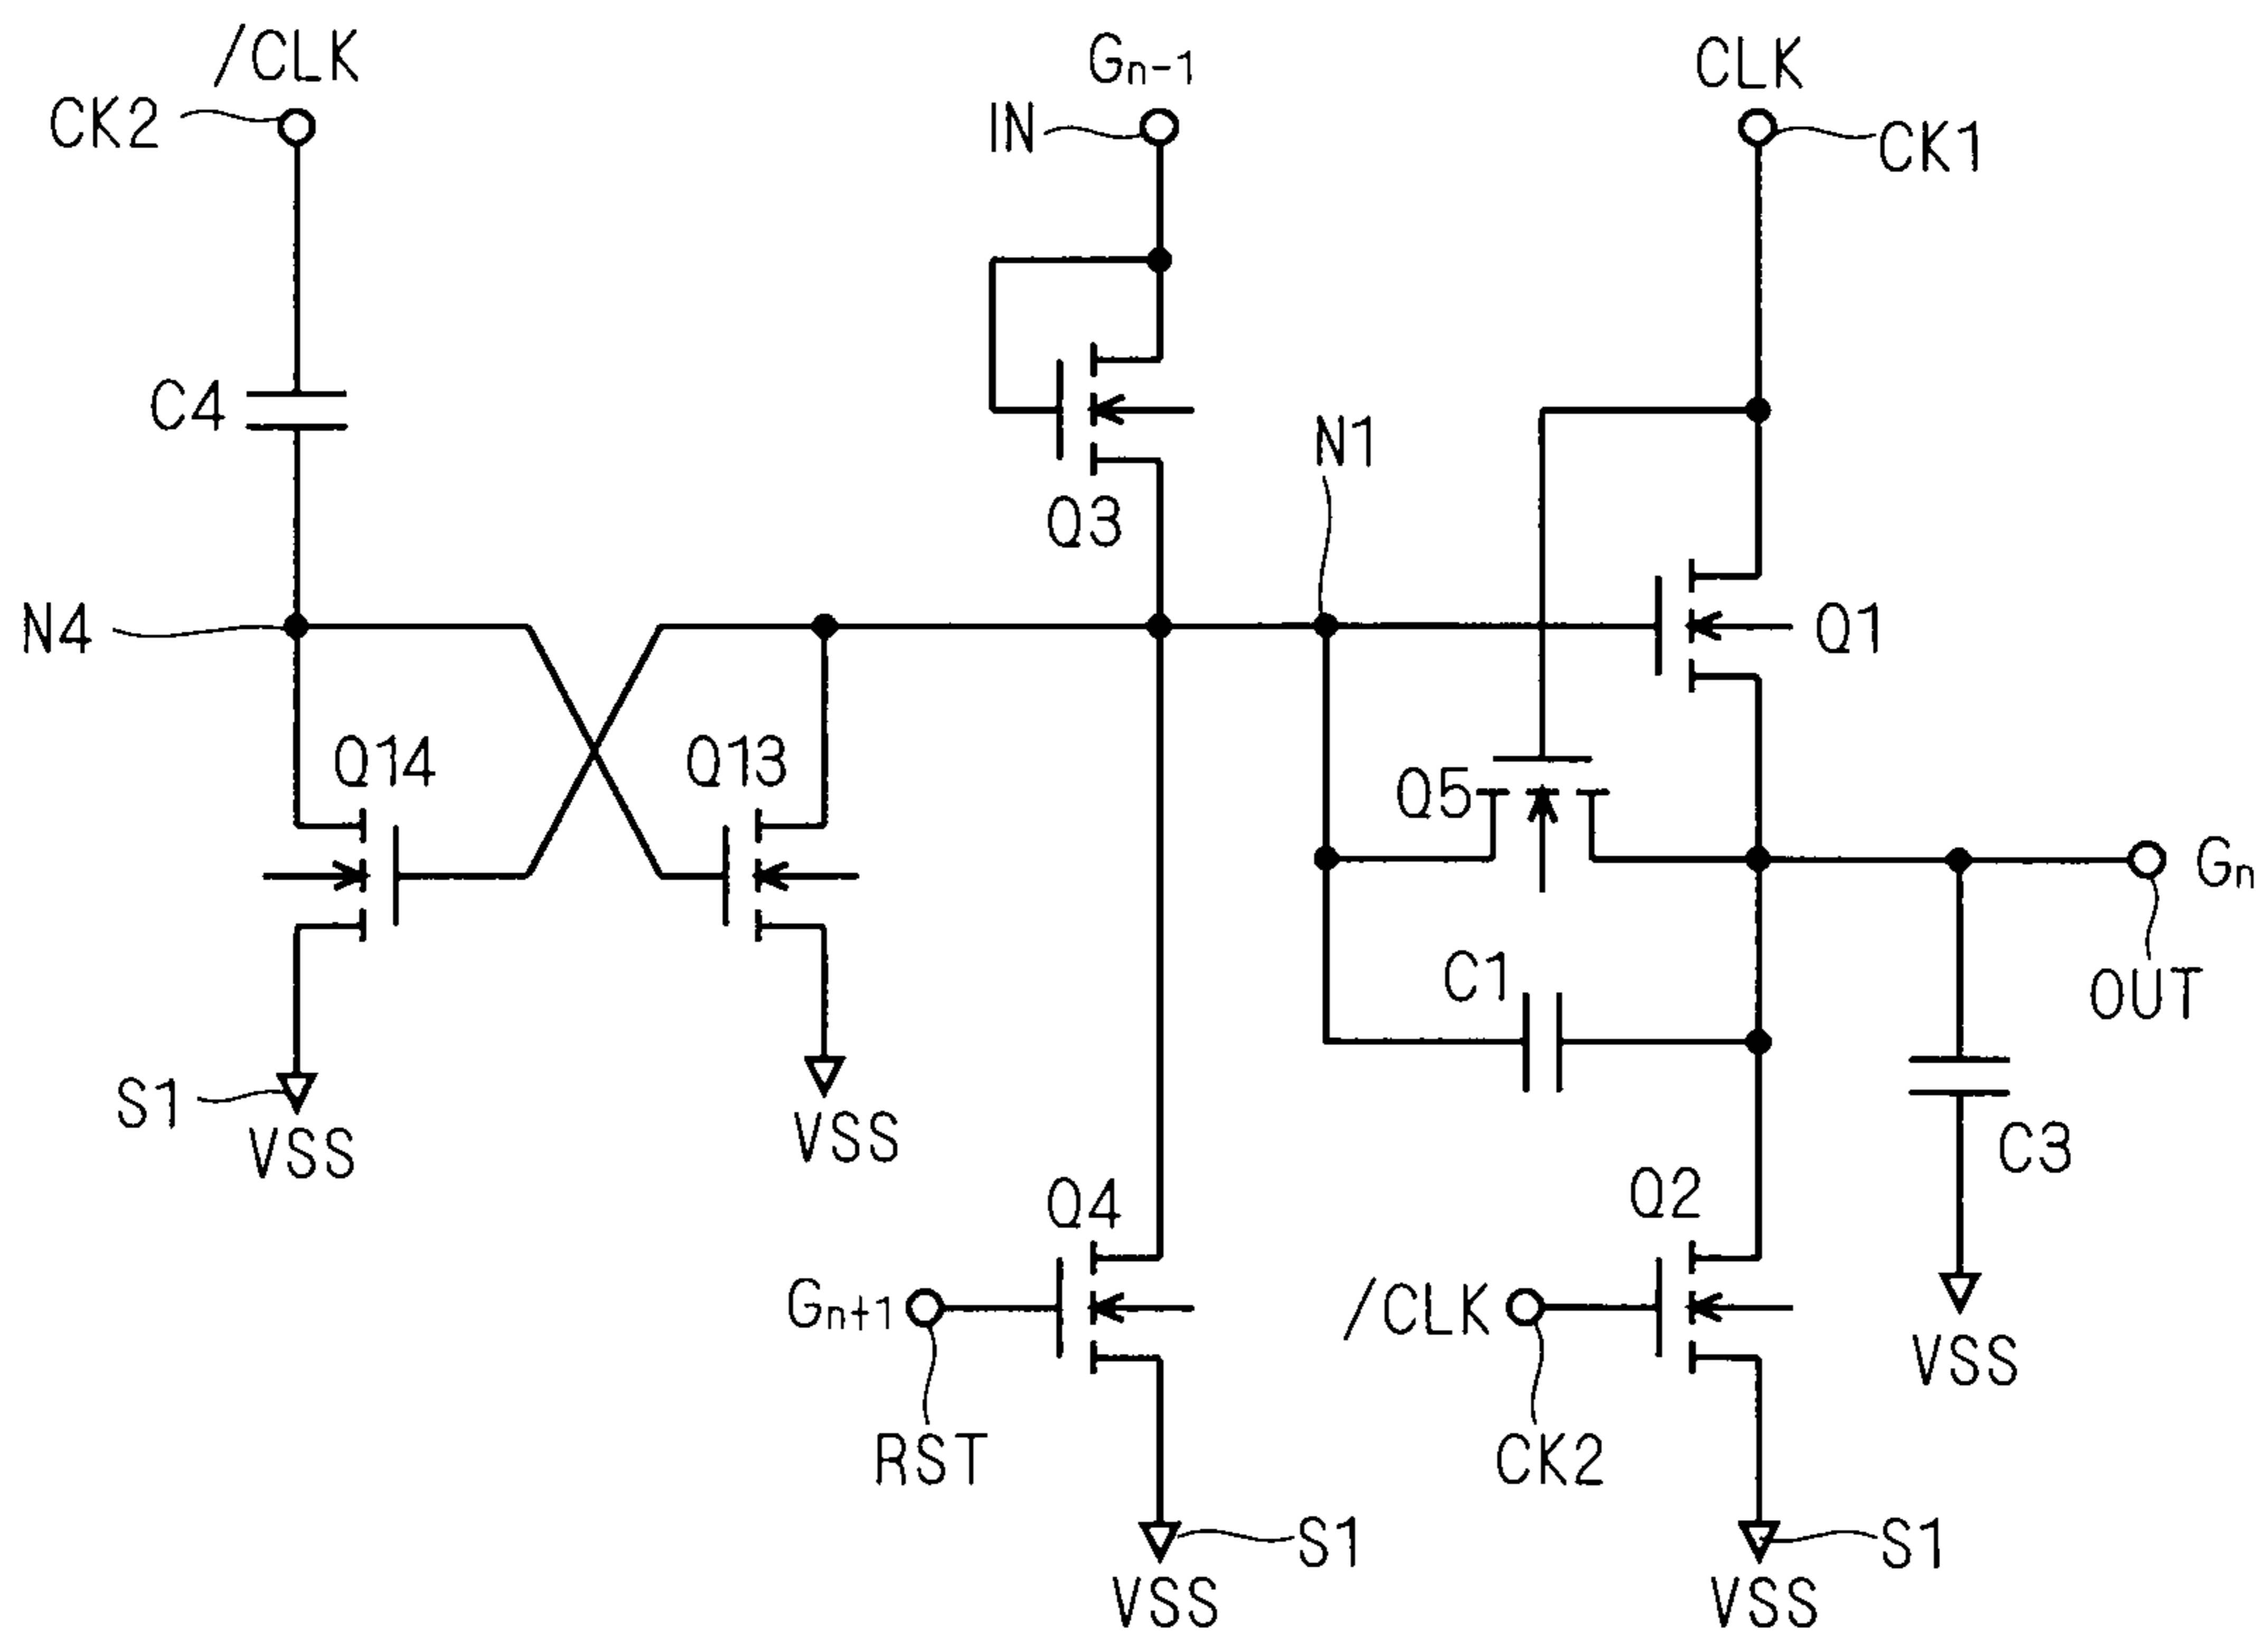 /CLK
Gn-1
CLK
CK2
IN
CK1
C4
N1
Q3
N4
Q1
Q14
Q13
Q5
Gn
C1
OUT
S1
VSS
VSS
C3
Q4
Q2
Gn+1
/CLK
VSS
RST
CK2
S1
S1
VSS
VSS